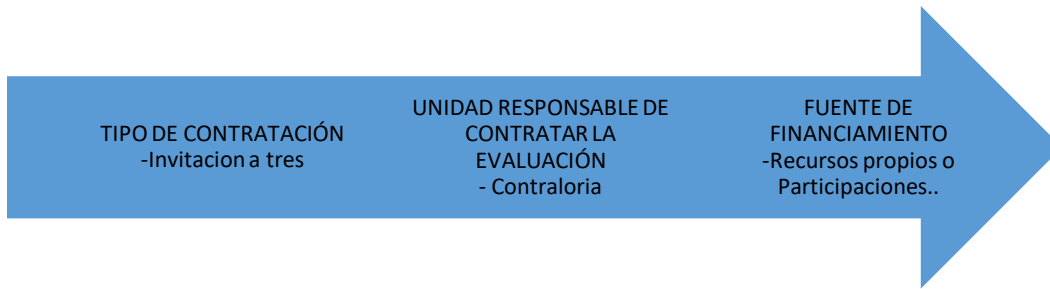 TIPO DE CONTRATACIÓN
-Invitacion a tres
UNIDAD RESPONSABLE DE
CONTRATAR LA
EVALUACIÓN
- Contraloria
FUENTE DE
FINANCIAMIENTO
-Recursos propios o
Participaciones..